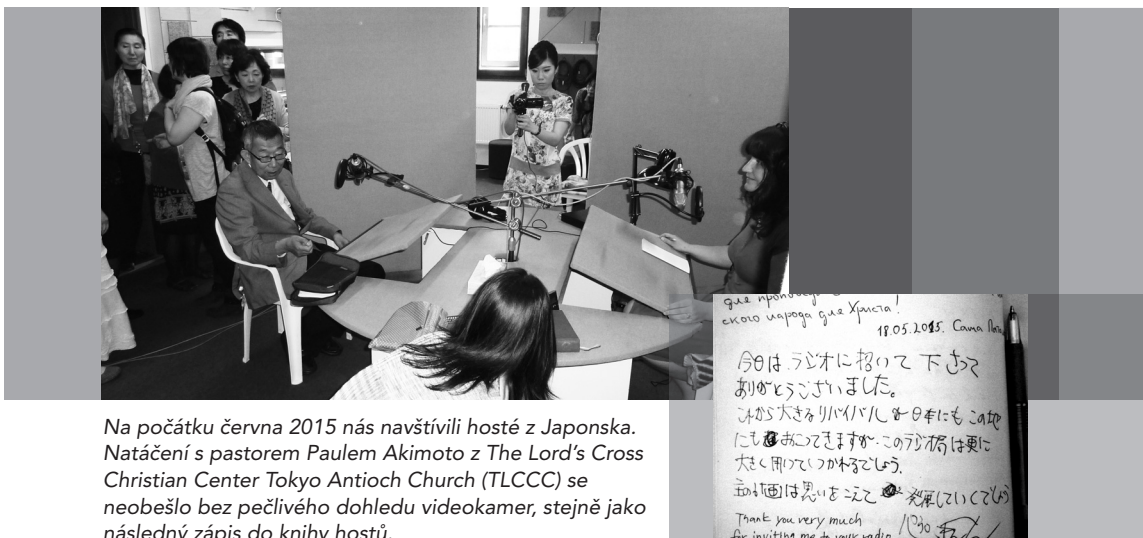 Na počátku června 2015 nás navštívili hosté z Japonska.
Natáčení s pastorem Paulem Akimoto z The Lord’s Cross
Christian Center Tokyo Antioch Church (TLCCC) se
neobešlo bez pečlivého dohledu videokamer, stejně jako
následný zápis do knihy hostů.
для
ского народа для Христа!
18.05.2015. Саша
今日は、ラジオに招いて下さって
ありがとうございました。
これから大きなリバイバルが日本にもこの地
にもおこってきますが、このラジオ局は更に
大きく用いてつかわれるでしょう。
は思いをこえて 発展していくでしょう
Thank you very much
for inviting me to your radio